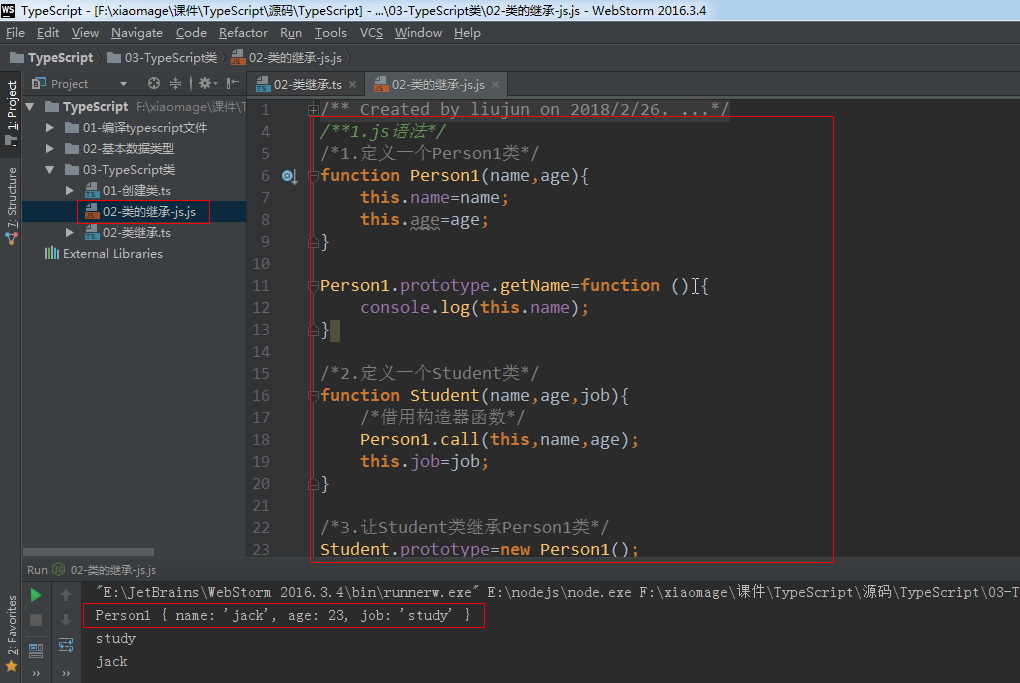 WS TypeScript - [F:\xiaomage\课件\TypeScript\源码\TypeScript] - ...\03-TypeScript类\02-类的继承-js.js - WebStorm 2016.3.4
File Edit View Navigate Code Refactor Run Tools VCS Window Help
TypeScript 03-TypeScript类 02-类的继承-js.js
Project 02-类继承.ts 02-类的继承-js.js
1: Project
7: Structure
2: Favorites
TypeScript F:\xiaomage\课件\T
01-编译typescript文件
02-基本数据类型
03-TypeScript类
01-创建类.ts
02-类的继承-js.js
02-类继承.ts
External Libraries
1 /** Created by liujun on 2018/2/26. ...*/
4 /**1.js语法*/
5 /*1.定义一个Person1类*/
6 function Person1(name,age){
7 this.name=name;
8 this.age=age;
9 }
10
11 Person1.prototype.getName=function (){
12 console.log(this.name);
13 }
14
15 /*2.定义一个Student类*/
16 function Student(name,age,job){
17 /*借用构造器函数*/
18 Person1.call(this,name,age);
19 this.job=job;
20 }
21
22 /*3.让Student类继承Person1类*/
23 Student.prototype=new Person1();
Run 02-类的继承-js.js
"E:\JetBrains\WebStorm 2016.3.4\bin\runnerw.exe" E:\nodejs\node.exe F:\xiaomage\课件\TypeScript\源码\TypeScript\03-T
Person1 { name: 'jack', age: 23, job: 'study' }
study
jack